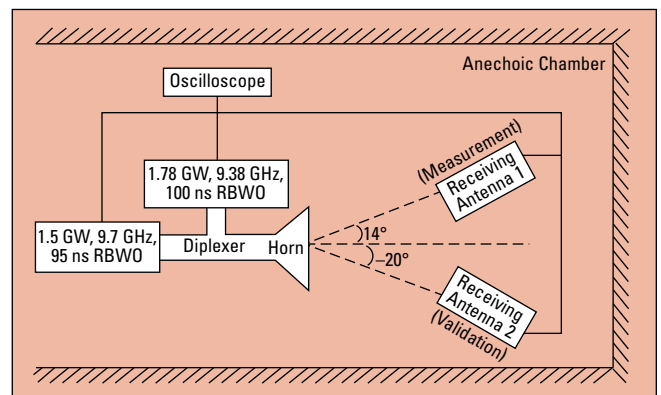 Anechoic Chamber
Oscilloscope
1.78 GW, 9.38 GHz,
100 ns RBWO
1.5 GW, 9.7 GHz,
95 ns RBWO
Diplexer
Horn
14°
–20°
(Measurement)
Receiving
Antenna 1
Receiving
Antenna 2
(Validation)